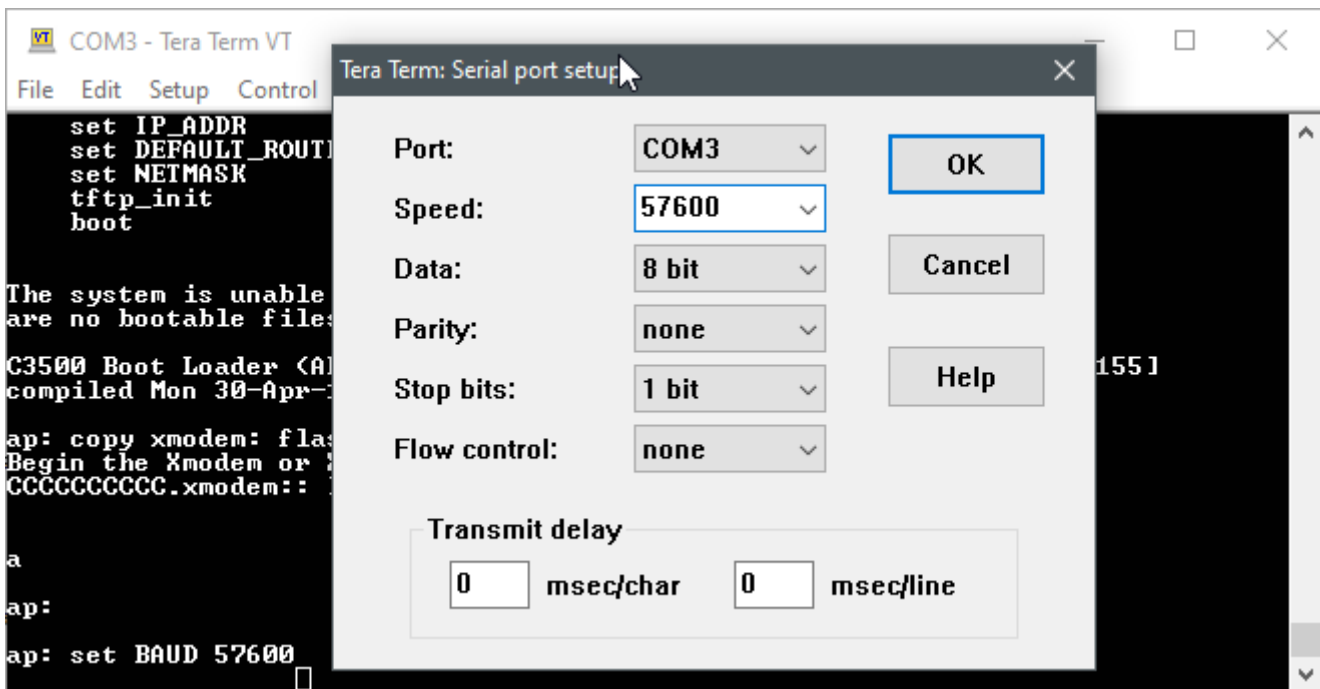 COM3 - Tera Term VT
File Edit Setup Control
Tera Term: Serial port setup
set IP_ADDR
set DEFAULT_ROUT
set NETMASK
tftp_init
boot
The system is unable
are no bootable file
C3500 Boot Loader 155]
compiled Mon 30-Apr-
ap: copy xmodem: fla
Begin the Xmodem or
CCCCCCCCCC.xmodem::
a
ap:
ap: set BAUD 57600
Port: COM3
Speed: 57600
Data: 8 bit
Parity: none
Stop bits: 1 bit
Flow control: none
OK
Cancel
Help
Transmit delay
0 msec/char 0 msec/line